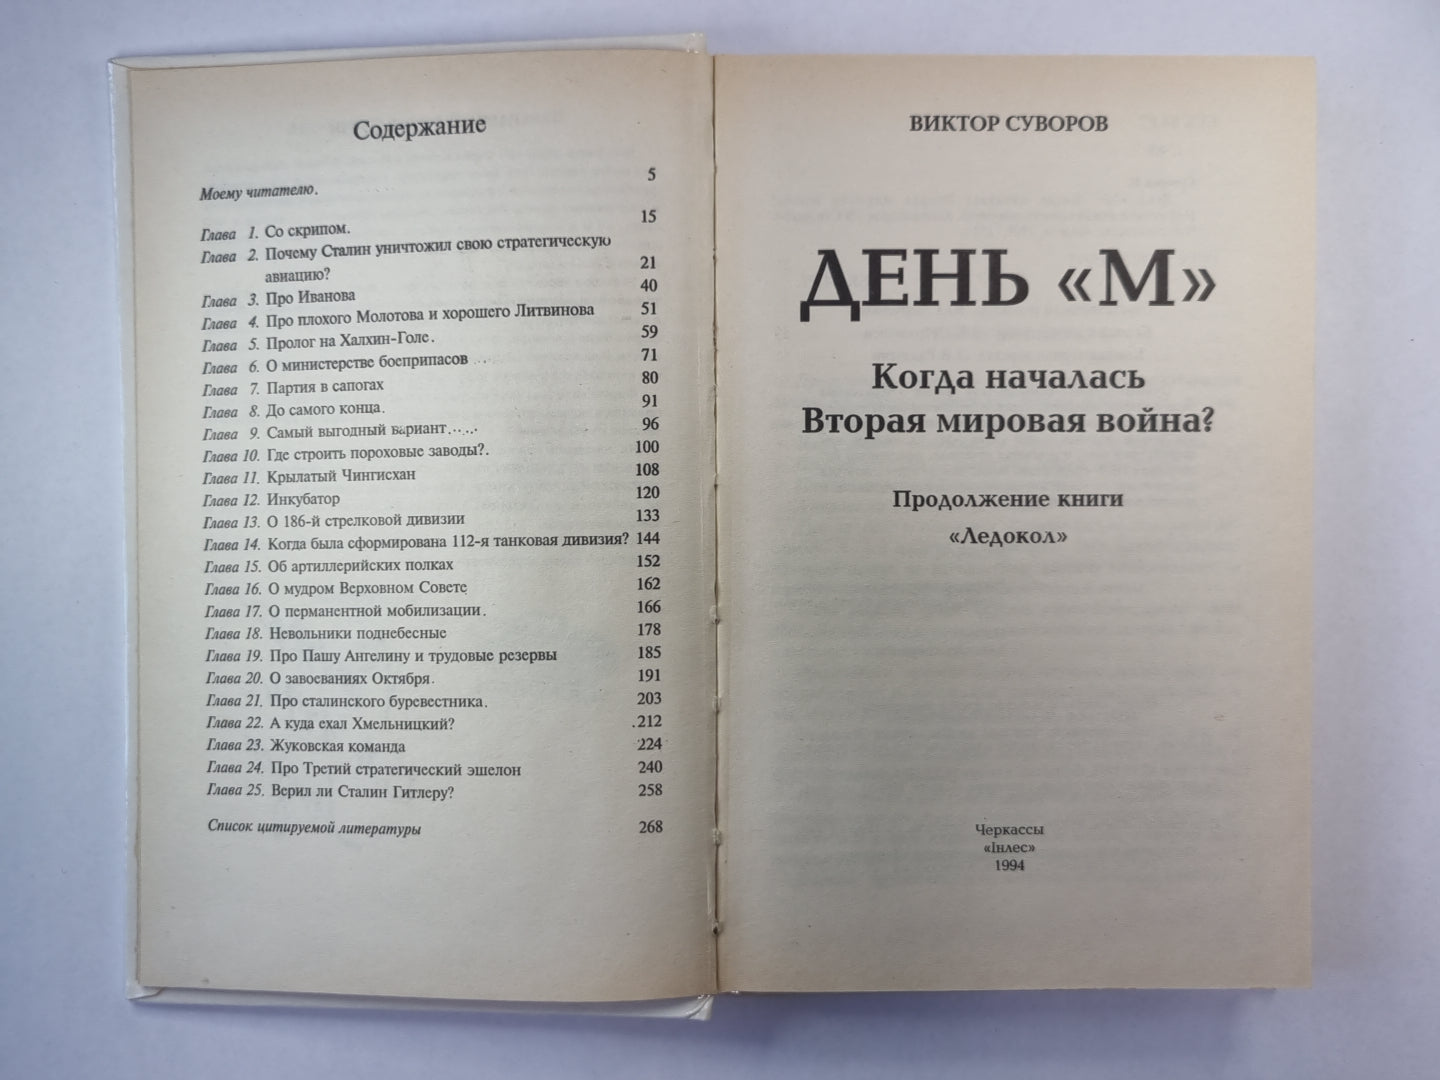 Содержание
Моему читателю. 5
Глава 1. Со скрипом. 15
Глава 2. Почему Сталин уничтожил свою стратегическую
авиацию? 21
Глава 3. Про Иванова 40
Глава 4. Про плохого Молотова и хорошего Литвинова 51
Глава 5. Пролог на Халхин-Голе. 59
Глава 6. О министерстве боеприпасов ... 71
Глава 7. Партия в сапогах 80
Глава 8. До самого конца. 91
Глава 9. Самый выгодный вариант...... 96
Глава 10. Где строить пороховые заводы?. 100
Глава 11. Крылатый Чингисхан 108
Глава 12. Инкубатор 120
Глава 13. О 186-й стрелковой дивизии 133
Глава 14. Когда была сформирована 112-я танковая дивизия? 144
Глава 15. Об артиллерийских полках 152
Глава 16. О мудром Верховном Совете 162
Глава 17. О перманентной мобилизации. 166
Глава 18. Невольники поднебесные 178
Глава 19. Про Пашу Ангелину и трудовые резервы 185
Глава 20. О завоеваниях Октября. 191
Глава 21. Про сталинского буревестника. 203
Глава 22. А куда ехал Хмельницкий? .212
Глава 23. Жуковская команда 224
Глава 24. Про Третий стратегический эшелон 240
Глава 25. Верил ли Сталин Гитлеру? 258
Список цитируемой литературы 268
ВИКТОР СУВОРОВ
ДЕНЬ «М»
Когда началась
Вторая мировая война?
Продолжение книги
«Ледокол»
Черкассы
«Інлес»
1994